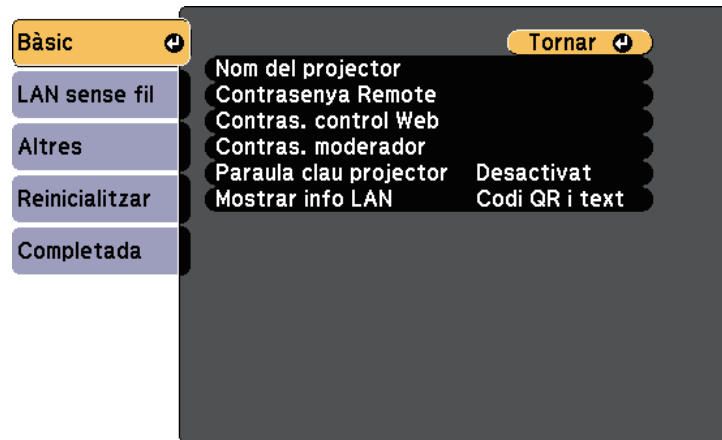 Bàsic
LAN sense fil
Altres
Reinicialitzar
Completada
Tornar
Nom del projector
Contrasenya Remote
Contras. control Web
Contras. moderador
Paraula clau projector Desactivat
Mostrar info LAN Codi QR i text